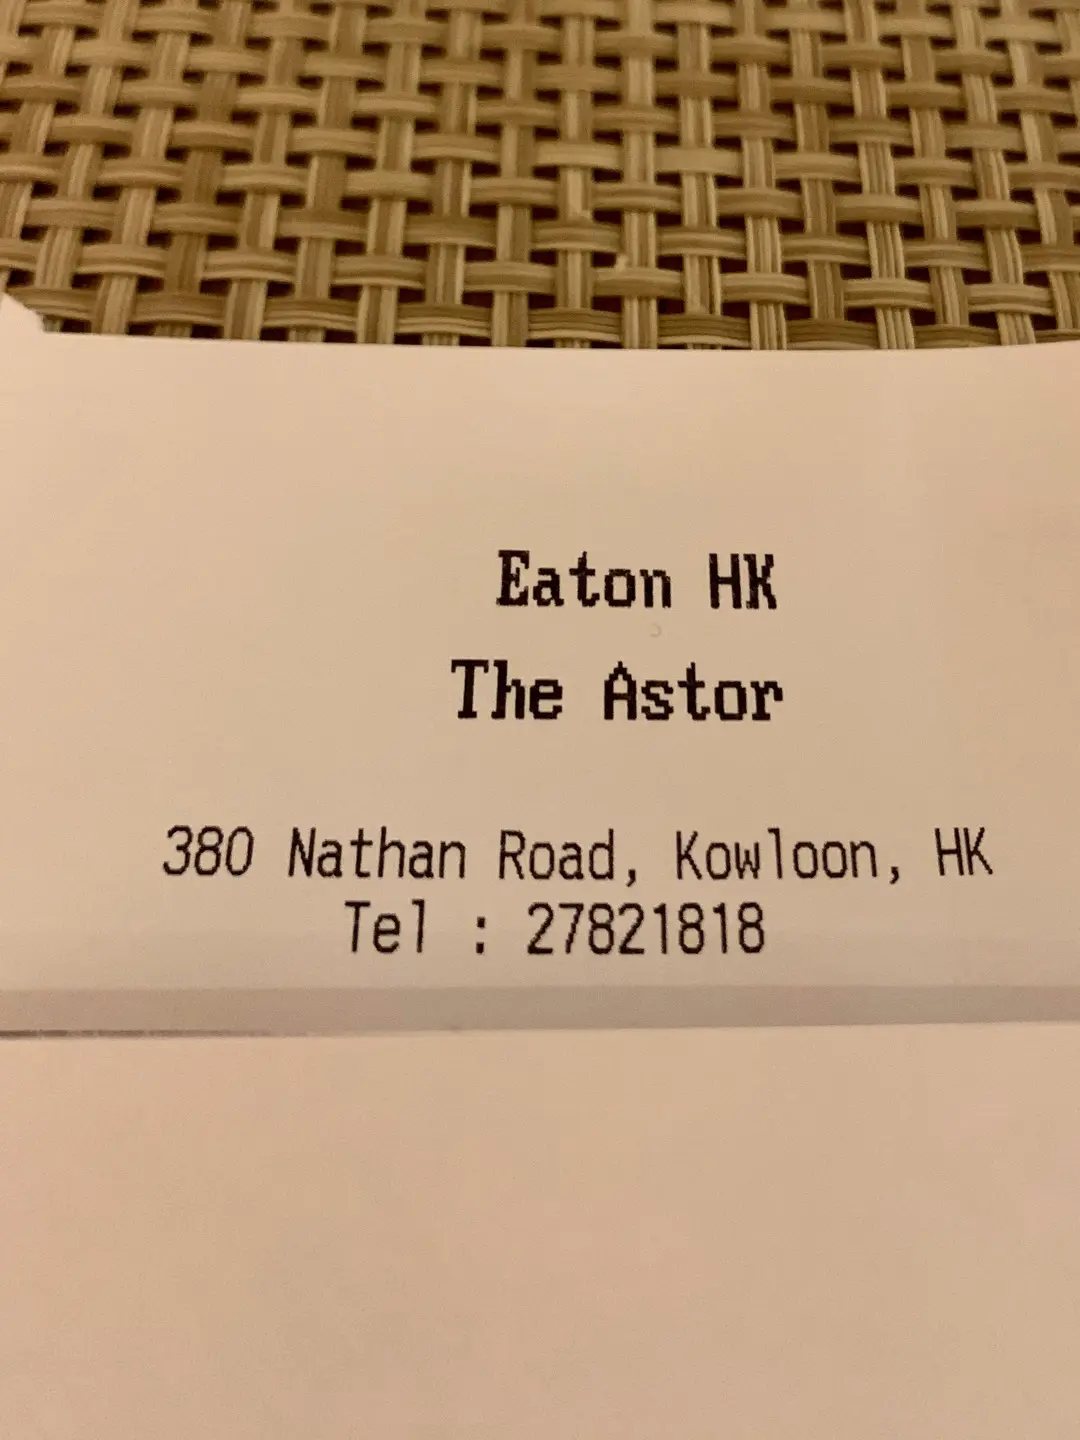 Eaton HK
The Astor
380 Nathan Road, Kowloon, HK
Tel : 27821818